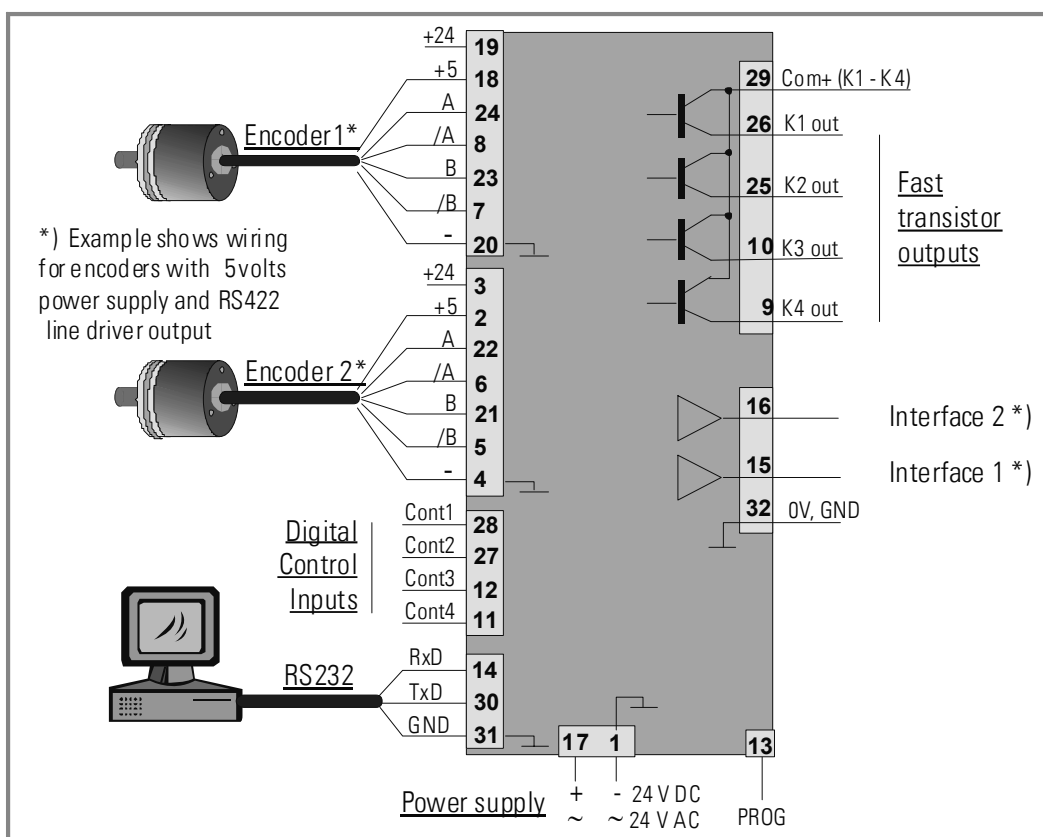 +24 19
+5 18
A 24
/A 8
B 23
/B 7
- 20
Encoder1*
*) Example shows wiring
for encoders with 5volts
power supply and RS422
line driver output
+24 3
+5 2
A 22
/A 6
B 21
/B 5
- 4
Encoder 2*
Digital
Control
Inputs
Cont1 28
Cont2 27
Cont3 12
Cont4 11
RS232
RxD 14
TxD 30
GND 31
29 Com+ (K1 - K4)
26 K1 out
25 K2 out
10 K3 out
9 K4 out
Fast
transistor
outputs
16 Interface 2 *)
15 Interface 1 *)
32 0V, GND
17 1
13
Power supply
+ - 24 V DC
~ ~ 24 V AC
PROG